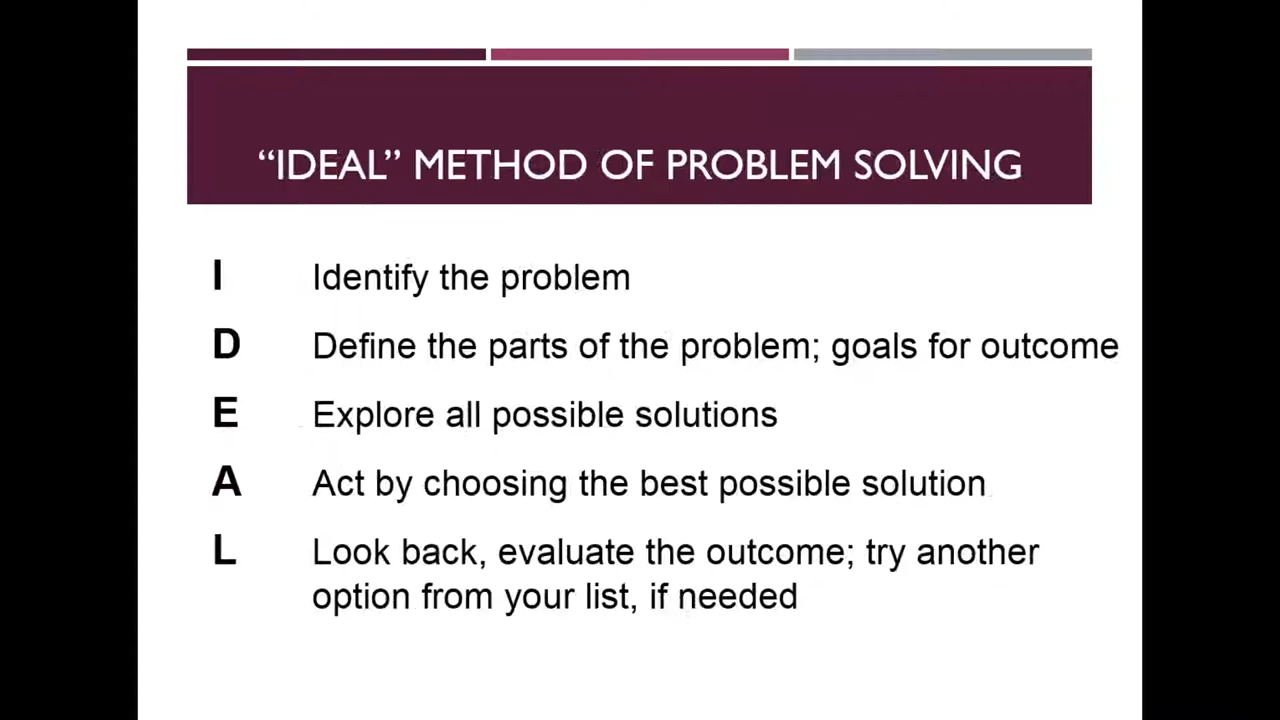 “IDEAL” METHOD OF PROBLEM SOLVING
I Identify the problem
D Define the parts of the problem; goals for outcome
E Explore all possible solutions
A Act by choosing the best possible solution
L Look back, evaluate the outcome; try another
option from your list, if needed